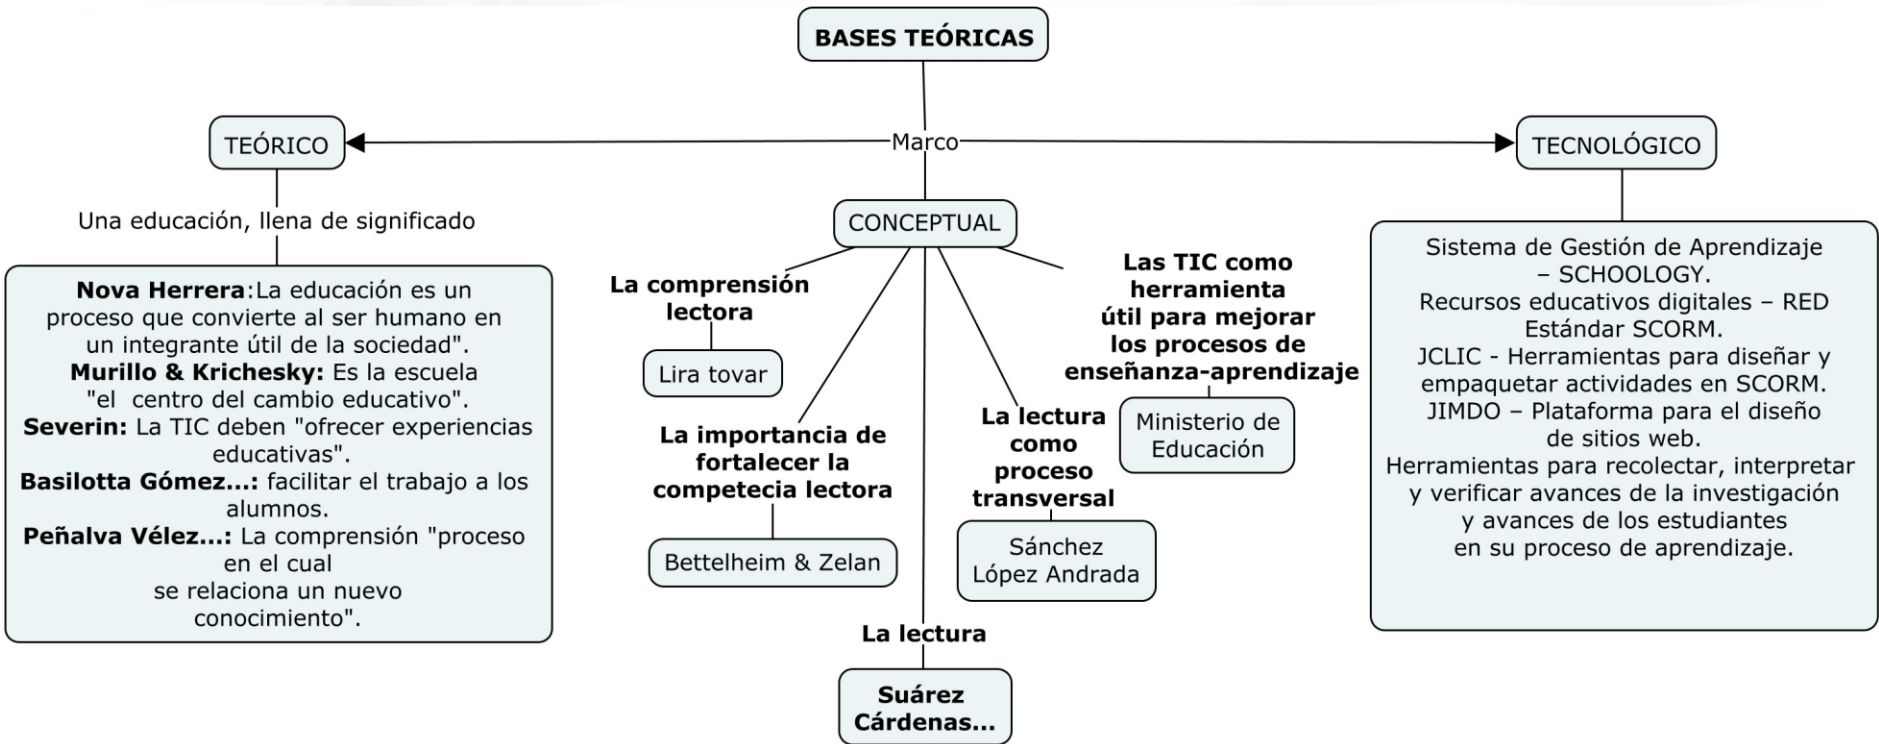 BASES TEÓRICAS
Marco
TEÓRICO
Una educación, llena de significado
Nova Herrera:La educación es un
proceso que convierte al ser humano en
un integrante útil de la sociedad".
Murillo & Krichesky: Es la escuela
"el centro del cambio educativo".
Severin: La TIC deben "ofrecer experiencias
educativas".
Basilotta Gómez...: facilitar el trabajo a los
alumnos.
Peñalva Vélez...: La comprensión "proceso
en el cual
se relaciona un nuevo
conocimiento".
CONCEPTUAL
La comprensión
lectora
Lira tovar
La importancia de
fortalecer la
competecia lectora
Bettelheim & Zelan
La lectura
Suárez
Cárdenas...
La lectura
como
proceso
transversal
Sánchez
López Andrada
Las TIC como
herramienta
útil para mejorar
los procesos de
enseñanza-aprendizaje
Ministerio de
Educación
TECNOLÓGICO
Sistema de Gestión de Aprendizaje
– SCHOOLOGY.
Recursos educativos digitales – RED
Estándar SCORM.
JCLIC - Herramientas para diseñar y
empaquetar actividades en SCORM.
JIMDO – Plataforma para el diseño
de sitios web.
Herramientas para recolectar, interpretar
y verificar avances de la investigación
y avances de los estudiantes
en su proceso de aprendizaje.